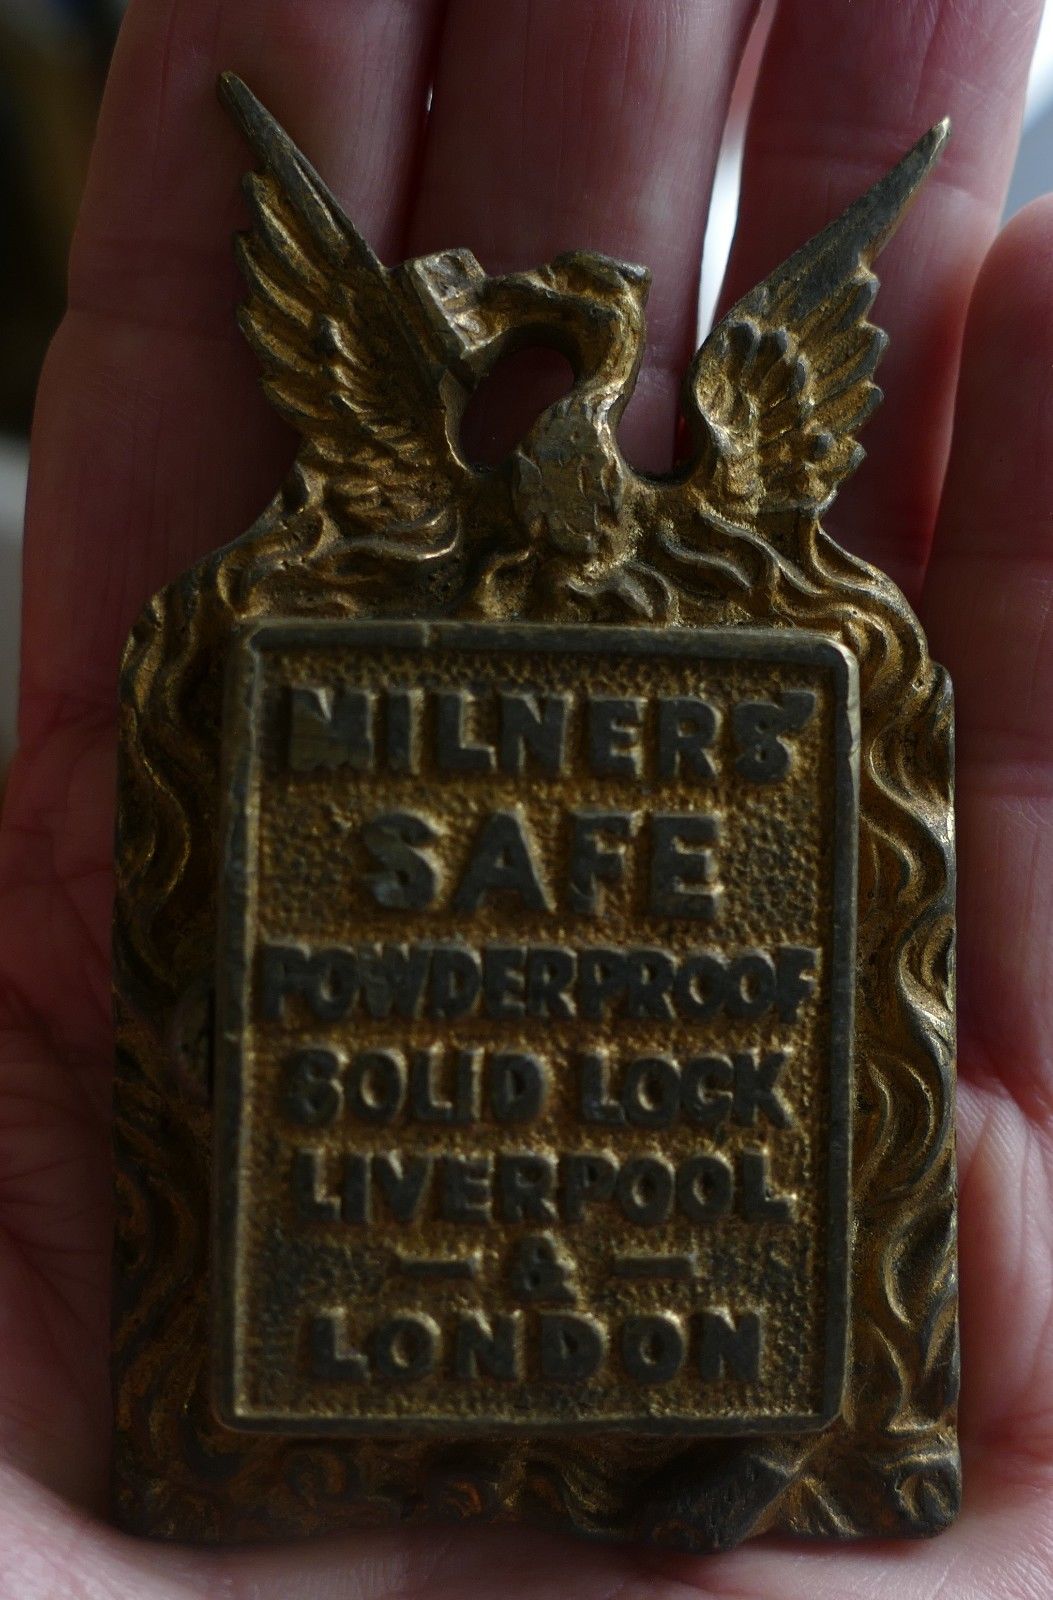 MILNERS'
SAFE
POWDERPROOF
SOLID LOCK
LIVERPOOL
— & —
LONDON